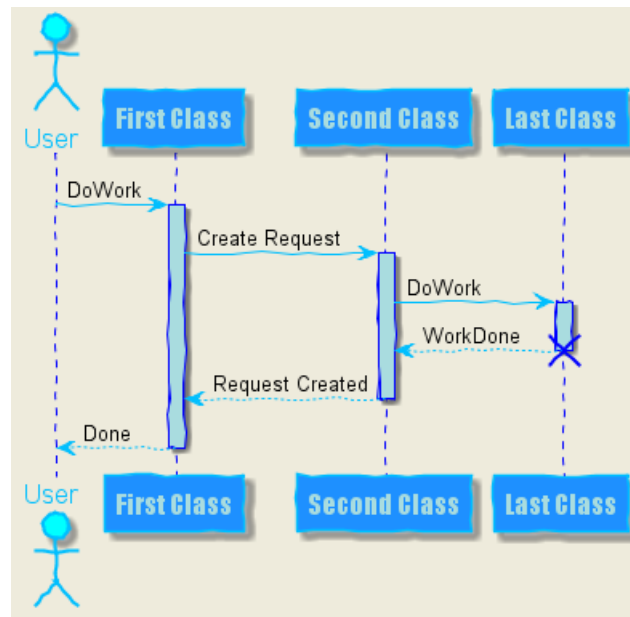 User
First Class
Second Class
Last Class
DoWork
Create Request
DoWork
WorkDone
Request Created
Done
User
First Class
Second Class
Last Class